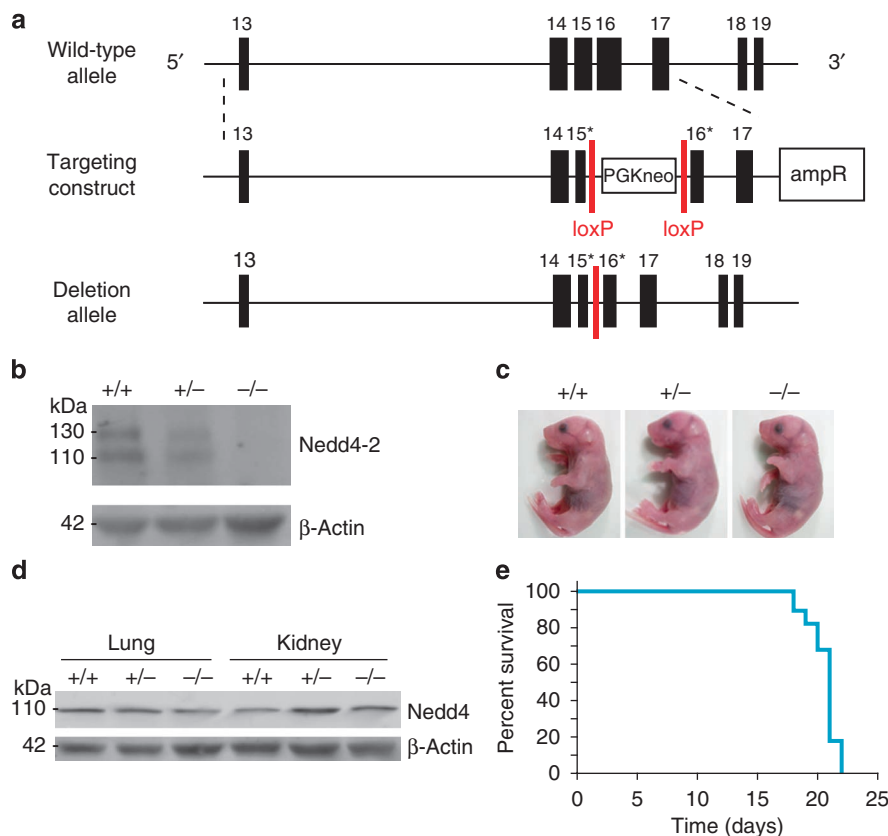 a
13 14 15 16 17 18 19
Wild-type
allele
5′ 3′
13 14 15* 16* 17
Targeting
construct
PGKneo
ampR
loxP loxP
13 14 15* 16* 17 18 19
Deletion
allele
b
+/+ +/– –/–
kDa
130
110
Nedd4-2
42
β-Actin
c
+/+ +/– –/–
d
Lung Kidney
+/+ +/– –/– +/+ +/– –/–
kDa
110
Nedd4
42
β-Actin
e
Percent survival
100
80
60
40
20
0
0 5 10 15 20 25
Time (days)